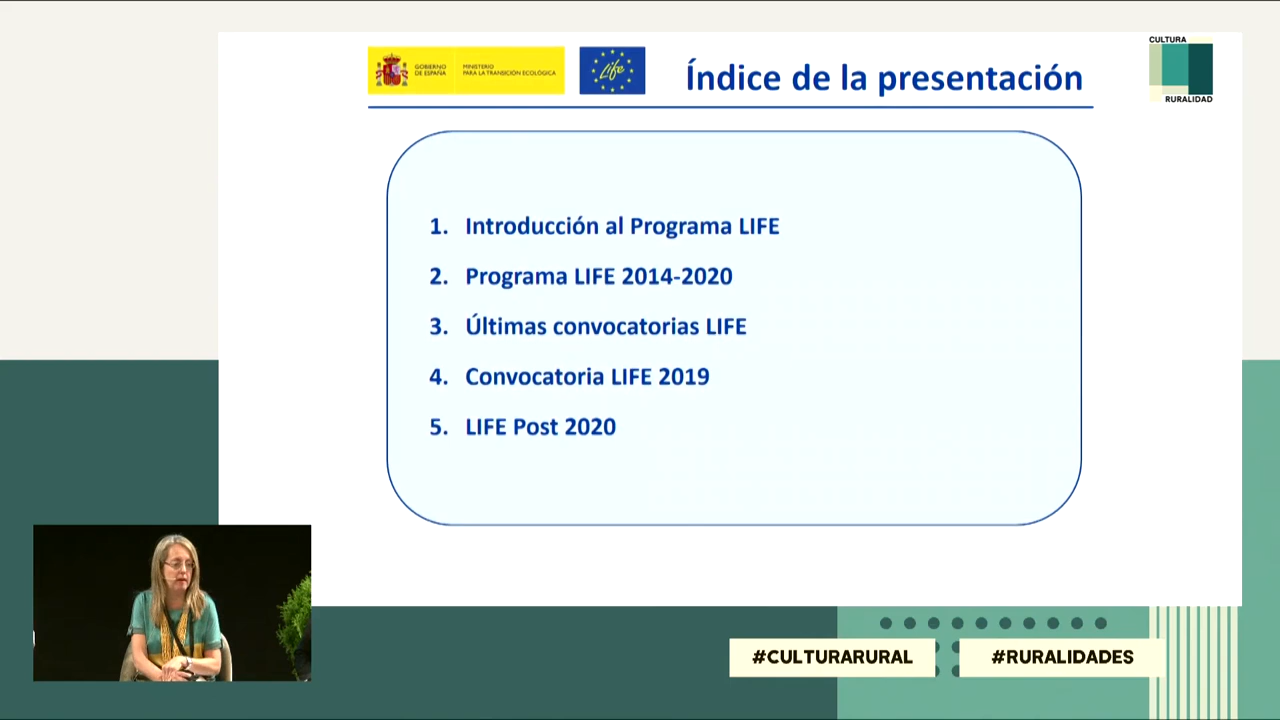 GOBIERNO
DE ESPAÑA
MINISTERIO
PARA LA TRANSICIÓN ECOLÓGICA
Life
Índice de la presentación
CULTURA
RURALIDAD
1. Introducción al Programa LIFE
2. Programa LIFE 2014-2020
3. Últimas convocatorias LIFE
4. Convocatoria LIFE 2019
5. LIFE Post 2020
#CULTURARURAL
#RURALIDADES